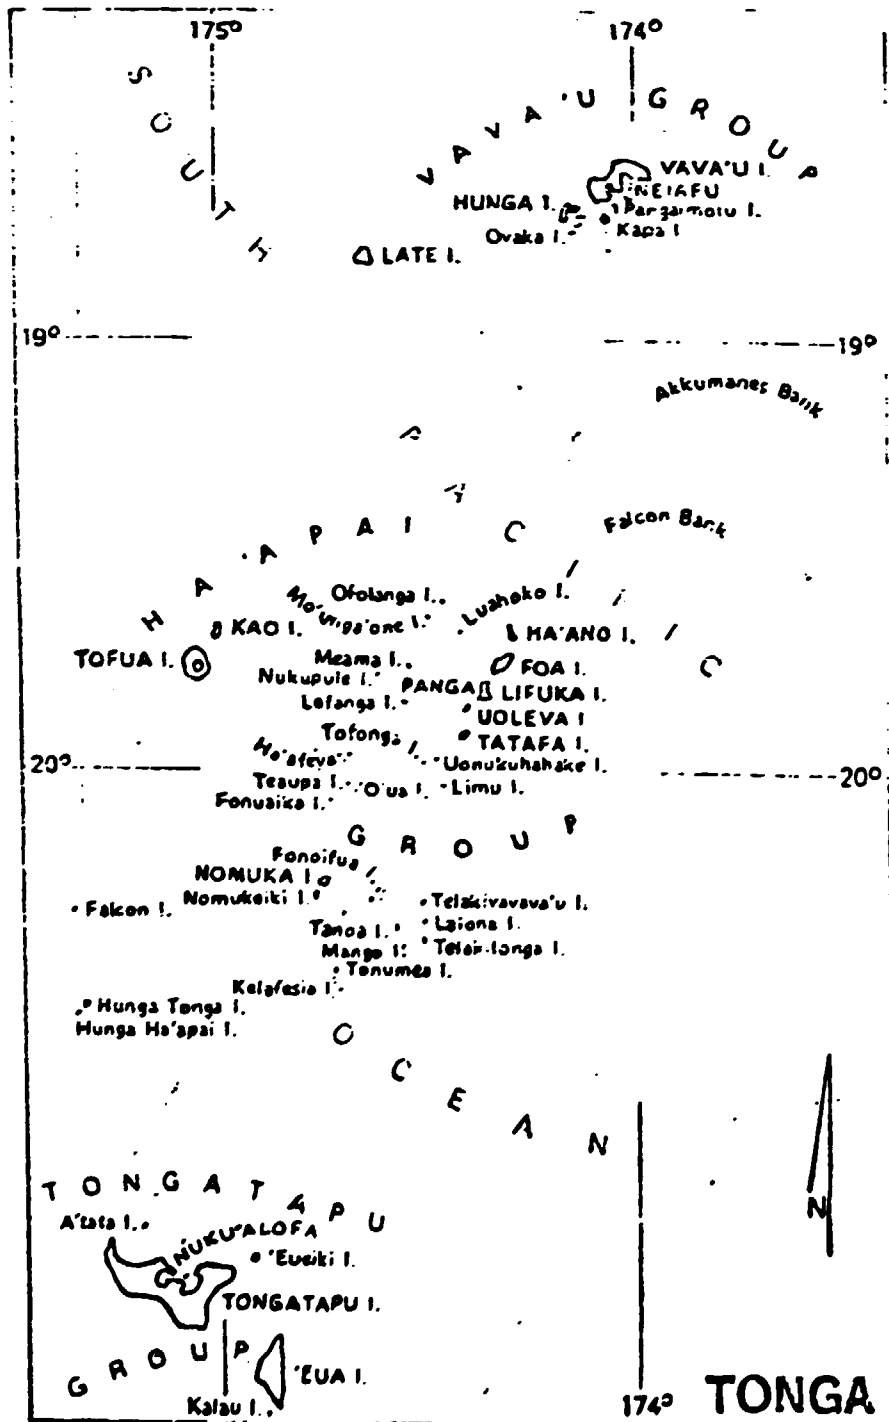 175° 174°
SOUTH
VAVA'U GROUP
VAVA'U I.
NEIAFU
HUNGA I.
Pangaimotu I.
Ovaka I.
Kapa I
LATE I.
19° 19°
Akkumanes Bank
PACIFIC
Falcon Bank
HA'APAI
Ofolanga I.
Luahoko I.
Mo'unga'one I.
KAO I.
HA'ANO I.
TOFUA I.
Meama I.
FOA I.
Nukupule I.
PANGAI
LIFUKA I.
Lofanga I.
UOLEVA I
Tofonga I.
TATAFA I.
Ha'afeva
Uonukuhahake I.
20° 20°
Teaupa I.
O'ua I.
Limu I.
Fonuaika I.
GROUP
Fonoifua I.
NOMUKA I
Nomukeiki I.
Telekivavava'u I.
Falcon I.
Laiona I.
Tanoa I.
Mango I.
Tonumea I.
Kelafesia I
Hunga Tonga I.
Hunga Ha'apai I.
OCEAN
N
TONGATAPU
A'tata I.
NUKU'ALOFA
'Eueiki I.
TONGATAPU I.
GROUP
'EUA I.
Kalau I.
174°
TONGA